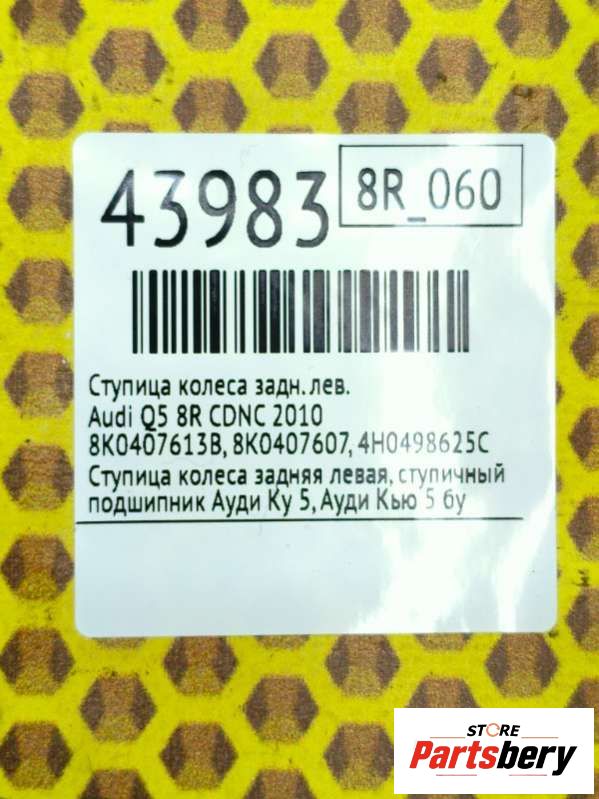 43983
8R_060
Ступица колеса задн. лев.
Audi Q5 8R CDNC 2010
8K0407613B, 8K0407607, 4H0498625C
Ступица колеса задняя левая, ступичный
подшипник Ауди Ку 5, Ауди Кью 5 бу
STORE
Partsbery